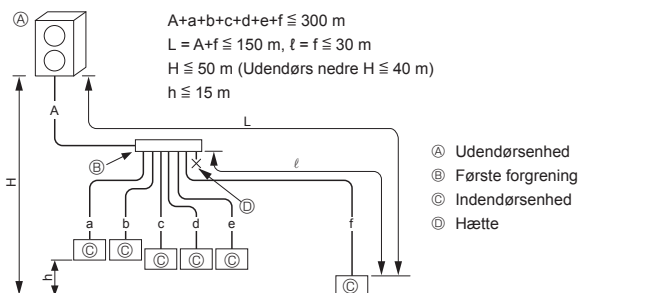 Ⓐ
A+a+b+c+d+e+f ≦ 300 m
L = A+f ≦ 150 m, ℓ = f ≦ 30 m
H ≦ 50 m (Udendørs nedre H ≦ 40 m)
h ≦ 15 m
A
L
H
Ⓑ
ℓ
Ⓓ
a b c d e f
Ⓒ Ⓒ Ⓒ Ⓒ Ⓒ
h
Ⓒ
Ⓐ Udendørsenhed
Ⓑ Første forgrening
Ⓒ Indendørsenhed
Ⓓ Hætte